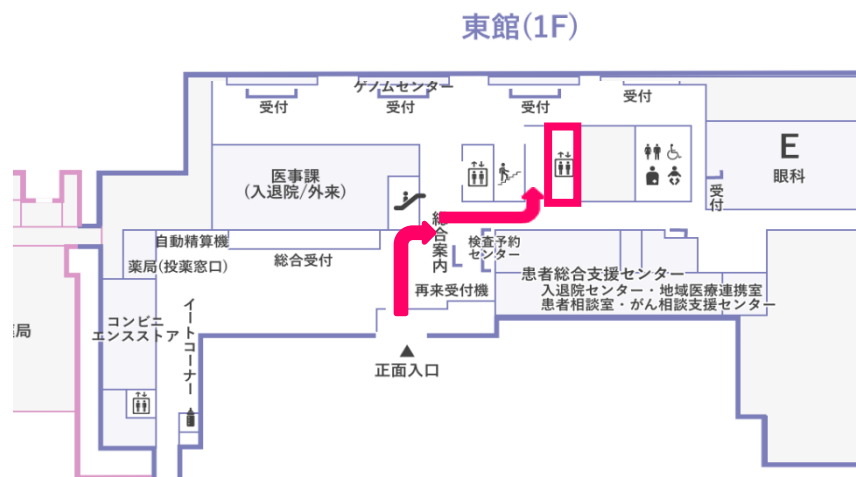 東館(1F)
ゲノムセンター
受付
受付
受付
受付
E
眼科
受付
医事課
(入退院/外来)
総合案内
検査予約
センター
自動精算機
総合受付
薬局(投薬窓口)
患者総合支援センター
入退院センター・地域医療連携室
患者相談室・がん相談支援センター
再来受付機
イートコーナー
コンビニ
エンスストア
局
正面入口